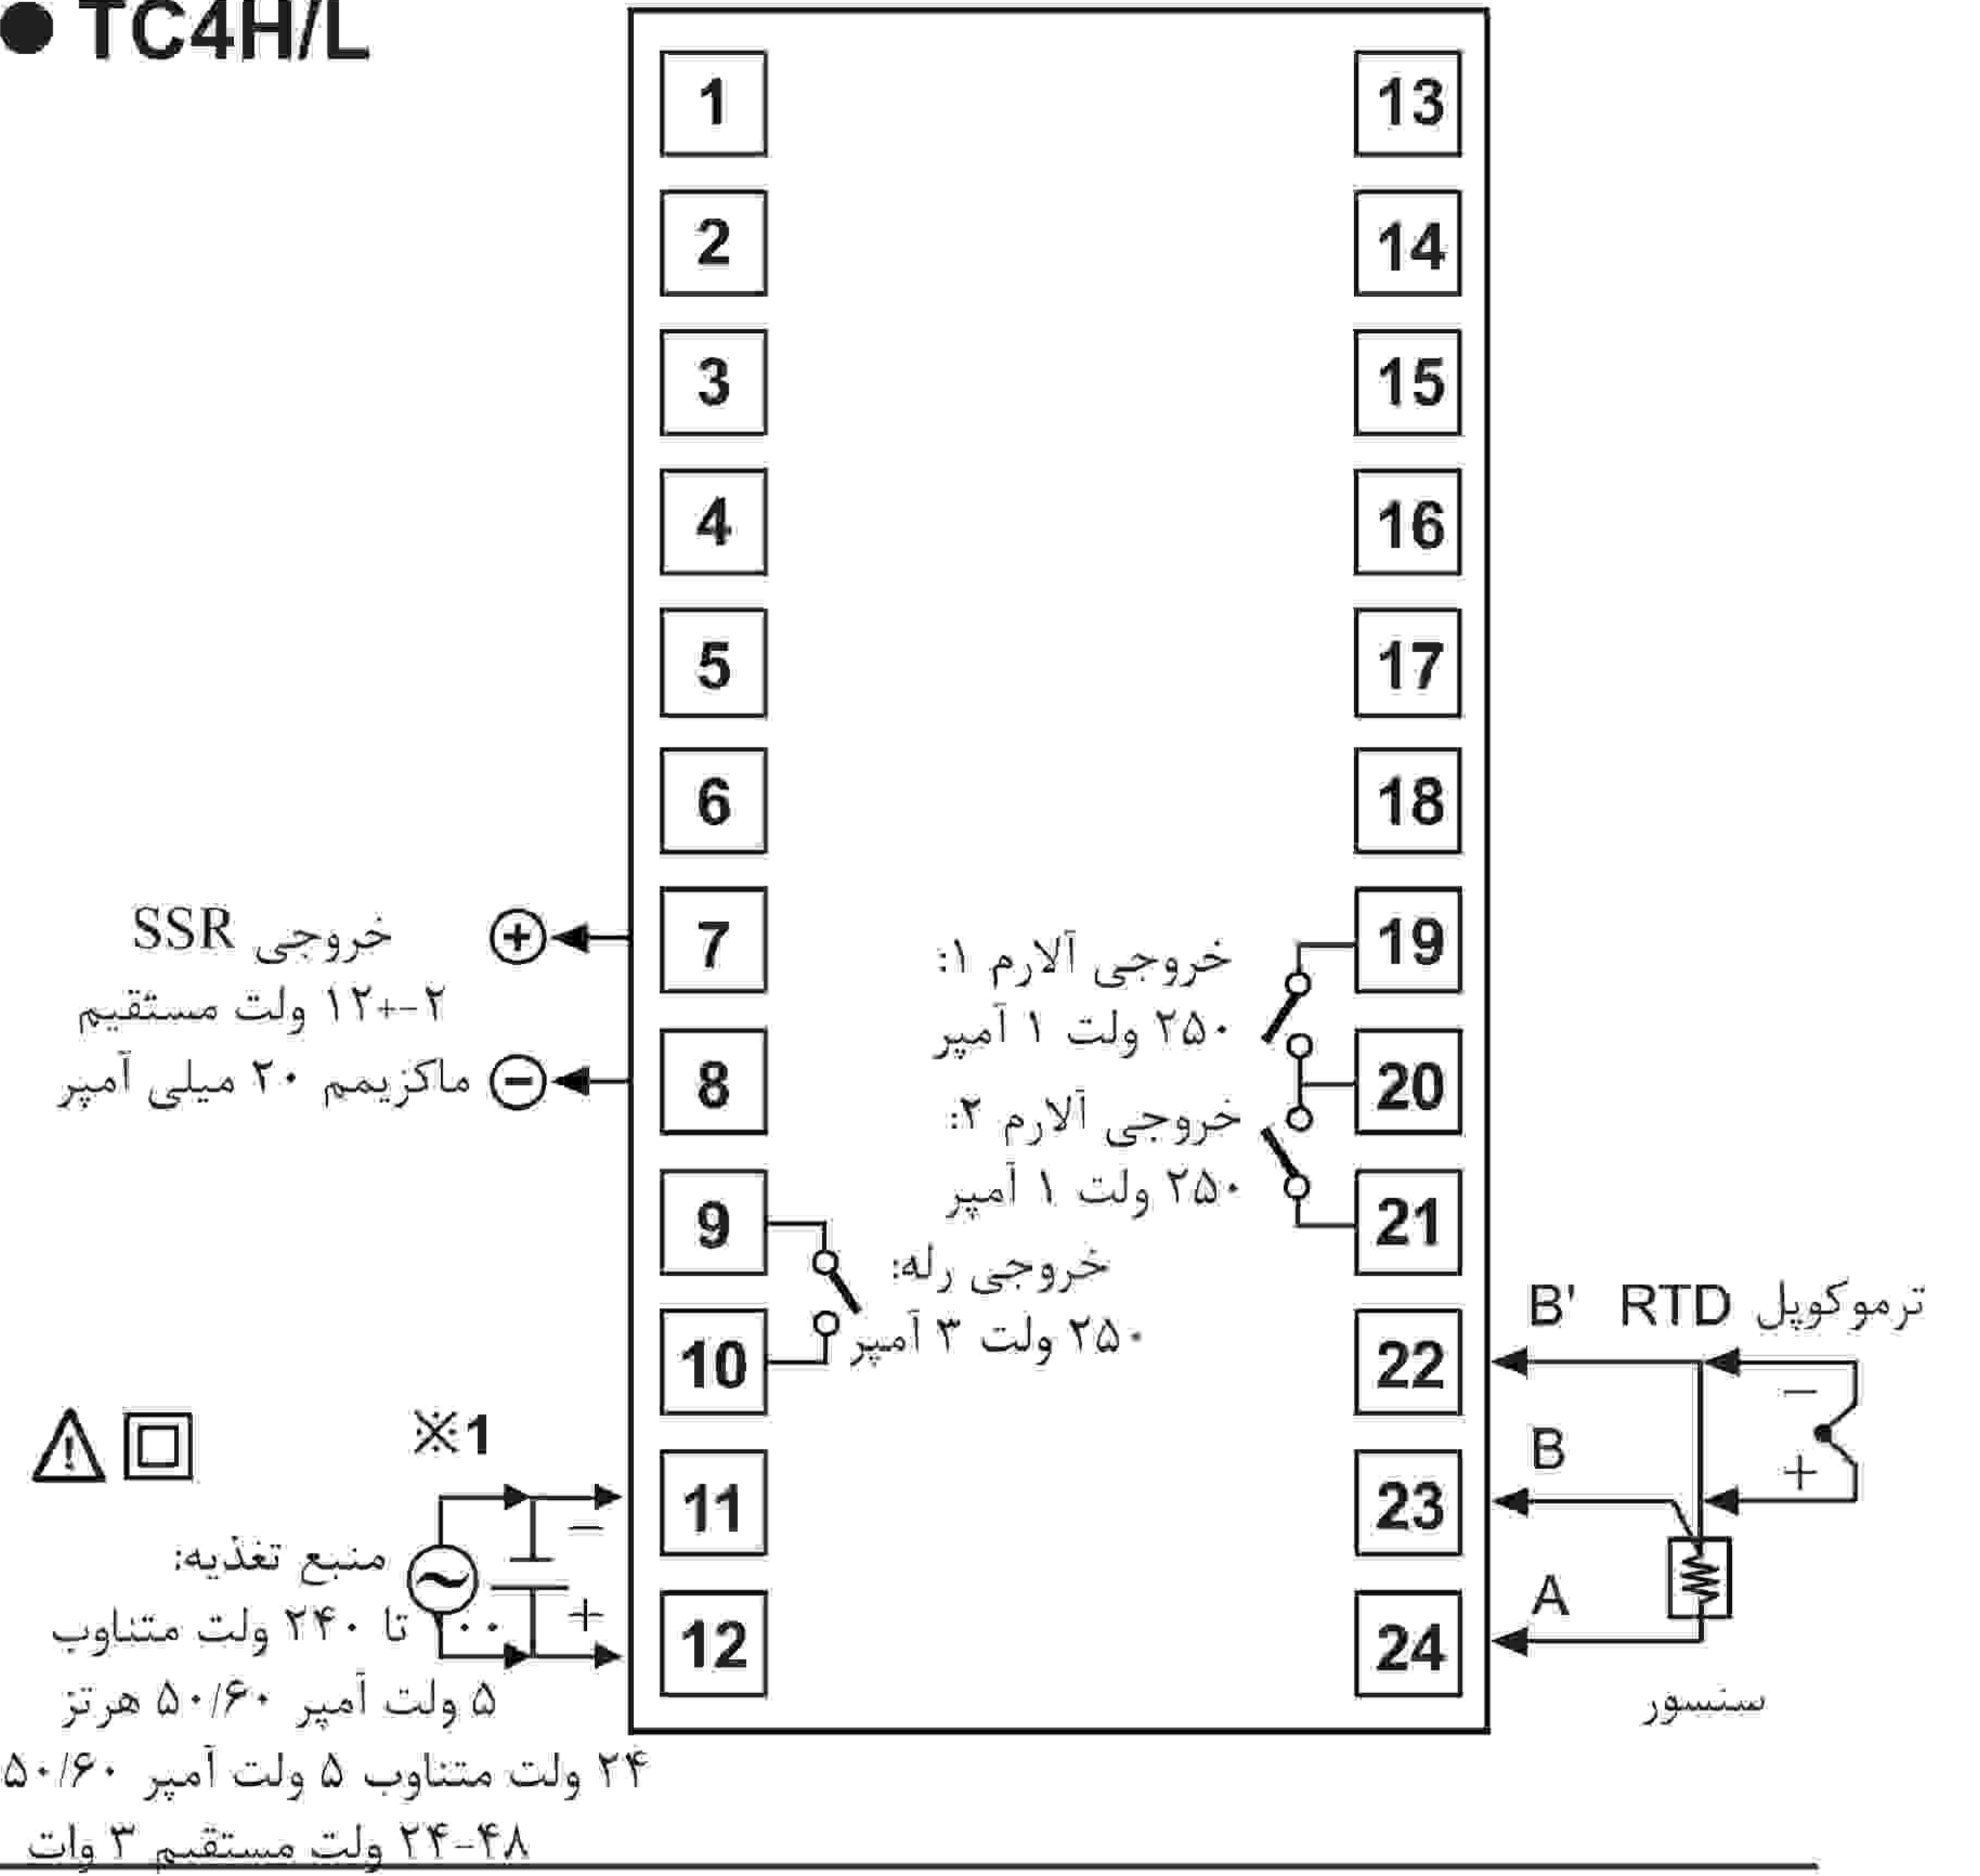 ● TC4H/L
1
2
3
4
5
6
7
8
9
10
11
12
13
14
15
16
17
18
19
20
21
22
23
24
خروجی SSR
۱۲+-۲ ولت مستقیم
ماکزیمم ۲۰ میلی آمپر
+
-
خروجی آلارم ۱:
۲۵۰ ولت ۱ آمپر
خروجی آلارم ۲:
۲۵۰ ولت ۱ آمپر
خروجی رله:
۲۵۰ ولت ۳ آمپر
※1
−
+
منبع تغذیه:
تا ۲۴۰ ولت متناوب
۵ ولت آمپر ۵۰/۶۰ هرتز
۲۴ ولت متناوب ۵ ولت آمپر ۵۰/۶۰
۲۴-۴۸ ولت مستقیم ۳ وات
B' RTD ترموکوپل
−
B
+
A
سنسور